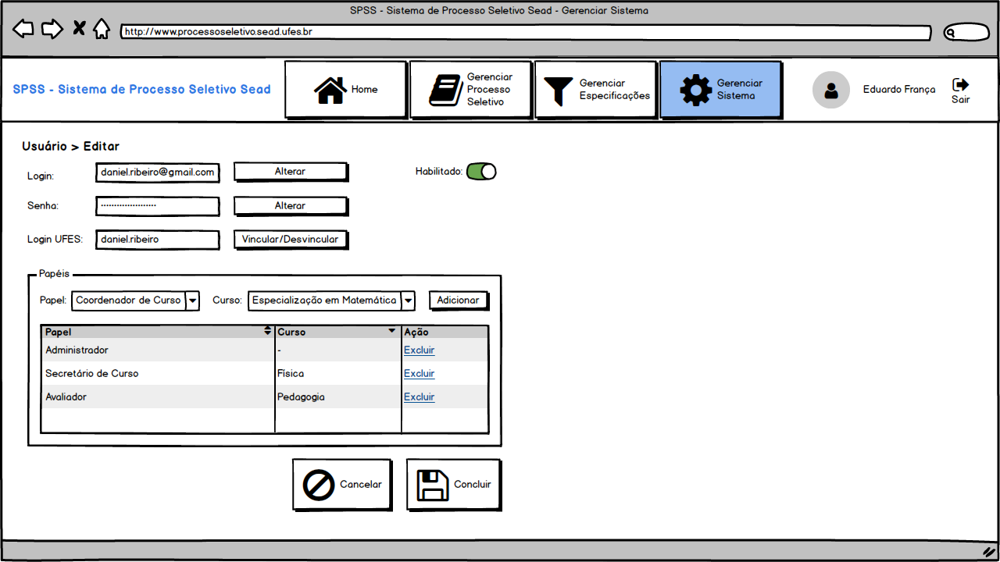 SPSS - Sistema de Processo Seletivo Sead - Gerenciar Sistema
http://www.processoseletivo.sead.ufes.br
SPSS - Sistema de Processo Seletivo Sead
Home
Gerenciar
Processo
Seletivo
Gerenciar
Especificações
Gerenciar
Sistema
Eduardo França
Sair
Usuário > Editar
Login: daniel.ribeiro@gmail.com Alterar Habilitado:
Senha: ····················· Alterar
Login UFES: daniel.ribeiro Vincular/Desvincular
Papéis
Papel: Coordenador de Curso Curso: Especialização em Matemática Adicionar
Papel Curso Ação
Administrador - Excluir
Secretário de Curso Física Excluir
Avaliador Pedagogia Excluir
Cancelar Concluir